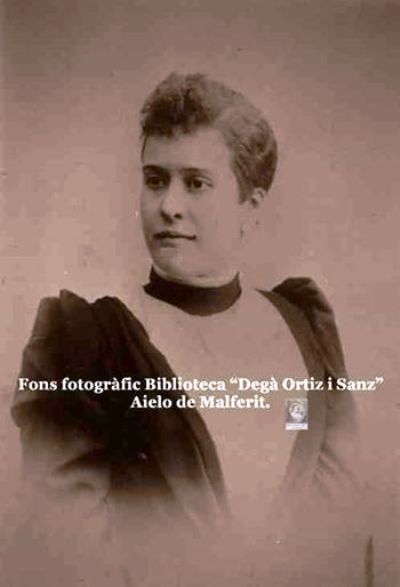 Fons fotogràfic Biblioteca “Degà Ortiz i Sanz”
Aielo de Malferit.